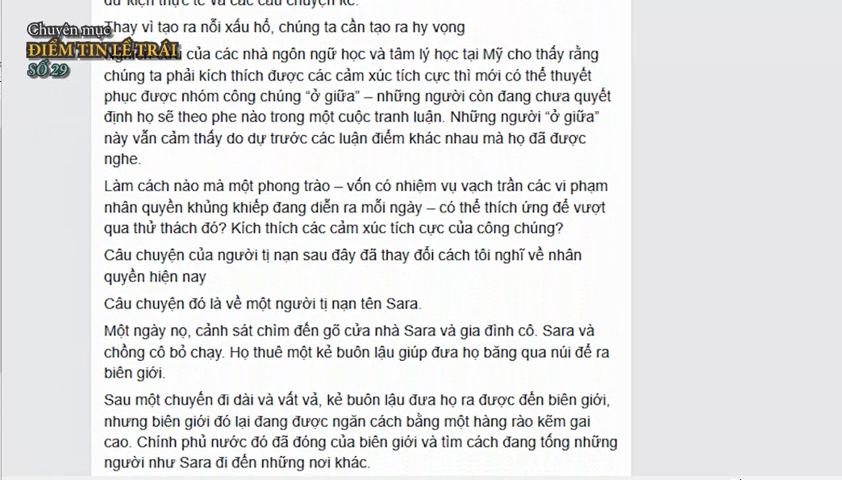 dữ kiện thực tế và các câu chuyện kể.
Chuyên mục
ĐIỂM TIN LỀ TRÁI
SỐ 29
Thay vì tạo ra nỗi xấu hổ, chúng ta cần tạo ra hy vọng
của các nhà ngôn ngữ học và tâm lý học tại Mỹ cho thấy rằng
chúng ta phải kích thích được các cảm xúc tích cực thì mới có thể thuyết
phục được nhóm công chúng “ở giữa” – những người còn đang chưa quyết
định họ sẽ theo phe nào trong một cuộc tranh luận. Những người “ở giữa”
này vẫn cảm thấy do dự trước các luận điểm khác nhau mà họ đã được
nghe.
Làm cách nào mà một phong trào – vốn có nhiệm vụ vạch trần các vi phạm
nhân quyền khủng khiếp đang diễn ra mỗi ngày – có thể thích ứng để vượt
qua thử thách đó? Kích thích các cảm xúc tích cực của công chúng?
Câu chuyện của người tị nạn sau đây đã thay đổi cách tôi nghĩ về nhân
quyền hiện nay
Câu chuyện đó là về một người tị nạn tên Sara.
Một ngày nọ, cảnh sát chìm đến gõ cửa nhà Sara và gia đình cô. Sara và
chồng cô bỏ chạy. Họ thuê một kẻ buôn lậu giúp đưa họ băng qua núi để ra
biên giới.
Sau một chuyến đi dài và vất vả, kẻ buôn lậu đưa họ ra được đến biên giới,
nhưng biên giới đó lại đang được ngăn cách bằng một hàng rào kẽm gai
cao. Chính phủ nước đó đã đóng của biên giới và tìm cách đang tống những
người như Sara đi đến những nơi khác.